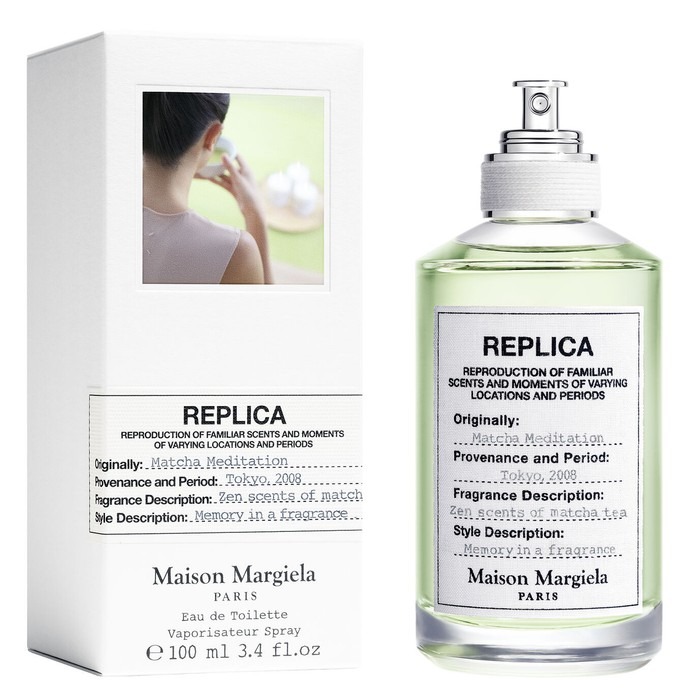 REPLICA
REPRODUCTION OF FAMILIAR SCENTS AND MOMENTS
OF VARYING LOCATIONS AND PERIODS
Originally: Matcha Meditation
Provenance and Period: Tokyo, 2008
Fragrance Description: Zen scents of match
Style Description: Memory in a fragrance
Maison Margiela
PARIS
Eau de Toilette
Vaporisateur Spray
℮ 100 ml 3.4 fl.oz
REPLICA
REPRODUCTION OF FAMILIAR
SCENTS AND MOMENTS OF VARYING
LOCATIONS AND PERIODS
Originally:
Matcha Meditation
Provenance and Period:
Tokyo, 2008
Fragrance Description:
Zen scents of matcha tea
Style Description:
Memory in a fragrance
Maison Margiela
PARIS